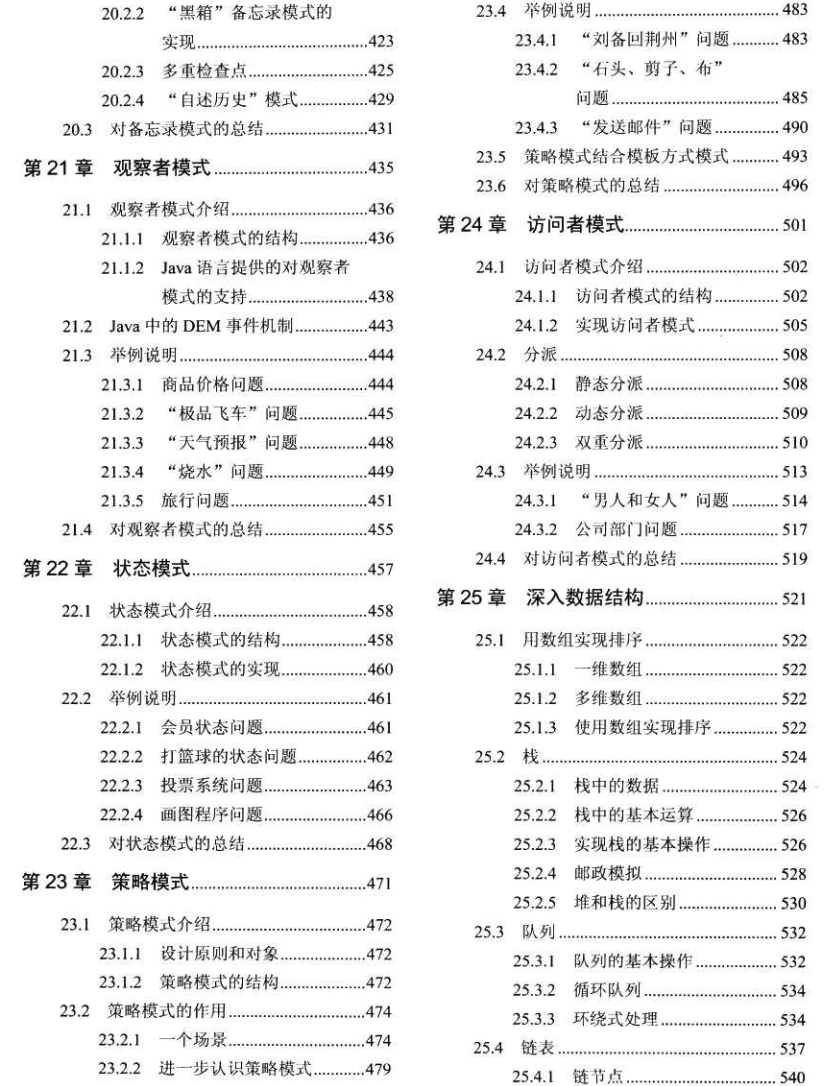 20.2.2 “黑箱”备忘录模式的
实现....................423
20.2.3 多重检查点....................425
20.2.4 “自述历史”模式....................429
20.3 对备忘录模式的总结....................431
第 21 章 观察者模式....................435
21.1 观察者模式介绍....................436
21.1.1 观察者模式的结构....................436
21.1.2 Java 语言提供的对观察者
模式的支持....................438
21.2 Java 中的 DEM 事件机制....................443
21.3 举例说明....................444
21.3.1 商品价格问题....................444
21.3.2 “极品飞车”问题....................445
21.3.3 “天气预报”问题....................448
21.3.4 “烧水”问题....................449
21.3.5 旅行问题....................451
21.4 对观察者模式的总结....................455
第 22 章 状态模式....................457
22.1 状态模式介绍....................458
22.1.1 状态模式的结构....................458
22.1.2 状态模式的实现....................460
22.2 举例说明....................461
22.2.1 会员状态问题....................461
22.2.2 打篮球的状态问题....................462
22.2.3 投票系统问题....................463
22.2.4 画图程序问题....................466
22.3 对状态模式的总结....................468
第 23 章 策略模式....................471
23.1 策略模式介绍....................472
23.1.1 设计原则和对象....................472
23.1.2 策略模式的结构....................472
23.2 策略模式的作用....................474
23.2.1 一个场景....................474
23.2.2 进一步认识策略模式....................479
23.4 举例说明....................483
23.4.1 “刘备回荆州”问题....................483
23.4.2 “石头、剪子、布”
问题....................485
23.4.3 “发送邮件”问题....................490
23.5 策略模式结合模板方式模式....................493
23.6 对策略模式的总结....................496
第 24 章 访问者模式....................501
24.1 访问者模式介绍....................502
24.1.1 访问者模式的结构....................502
24.1.2 实现访问者模式....................505
24.2 分派....................508
24.2.1 静态分派....................508
24.2.2 动态分派....................509
24.2.3 双重分派....................510
24.3 举例说明....................513
24.3.1 “男人和女人”问题....................514
24.3.2 公司部门问题....................517
24.4 对访问者模式的总结....................519
第 25 章 深入数据结构....................521
25.1 用数组实现排序....................522
25.1.1 一维数组....................522
25.1.2 多维数组....................522
25.1.3 使用数组实现排序....................522
25.2 栈....................524
25.2.1 栈中的数据....................524
25.2.2 栈中的基本运算....................526
25.2.3 实现栈的基本操作....................526
25.2.4 邮政模拟....................528
25.2.5 堆和栈的区别....................530
25.3 队列....................532
25.3.1 队列的基本操作....................532
25.3.2 循环队列....................534
25.3.3 环绕式处理....................534
25.4 链表....................537
25.4.1 链节点....................540